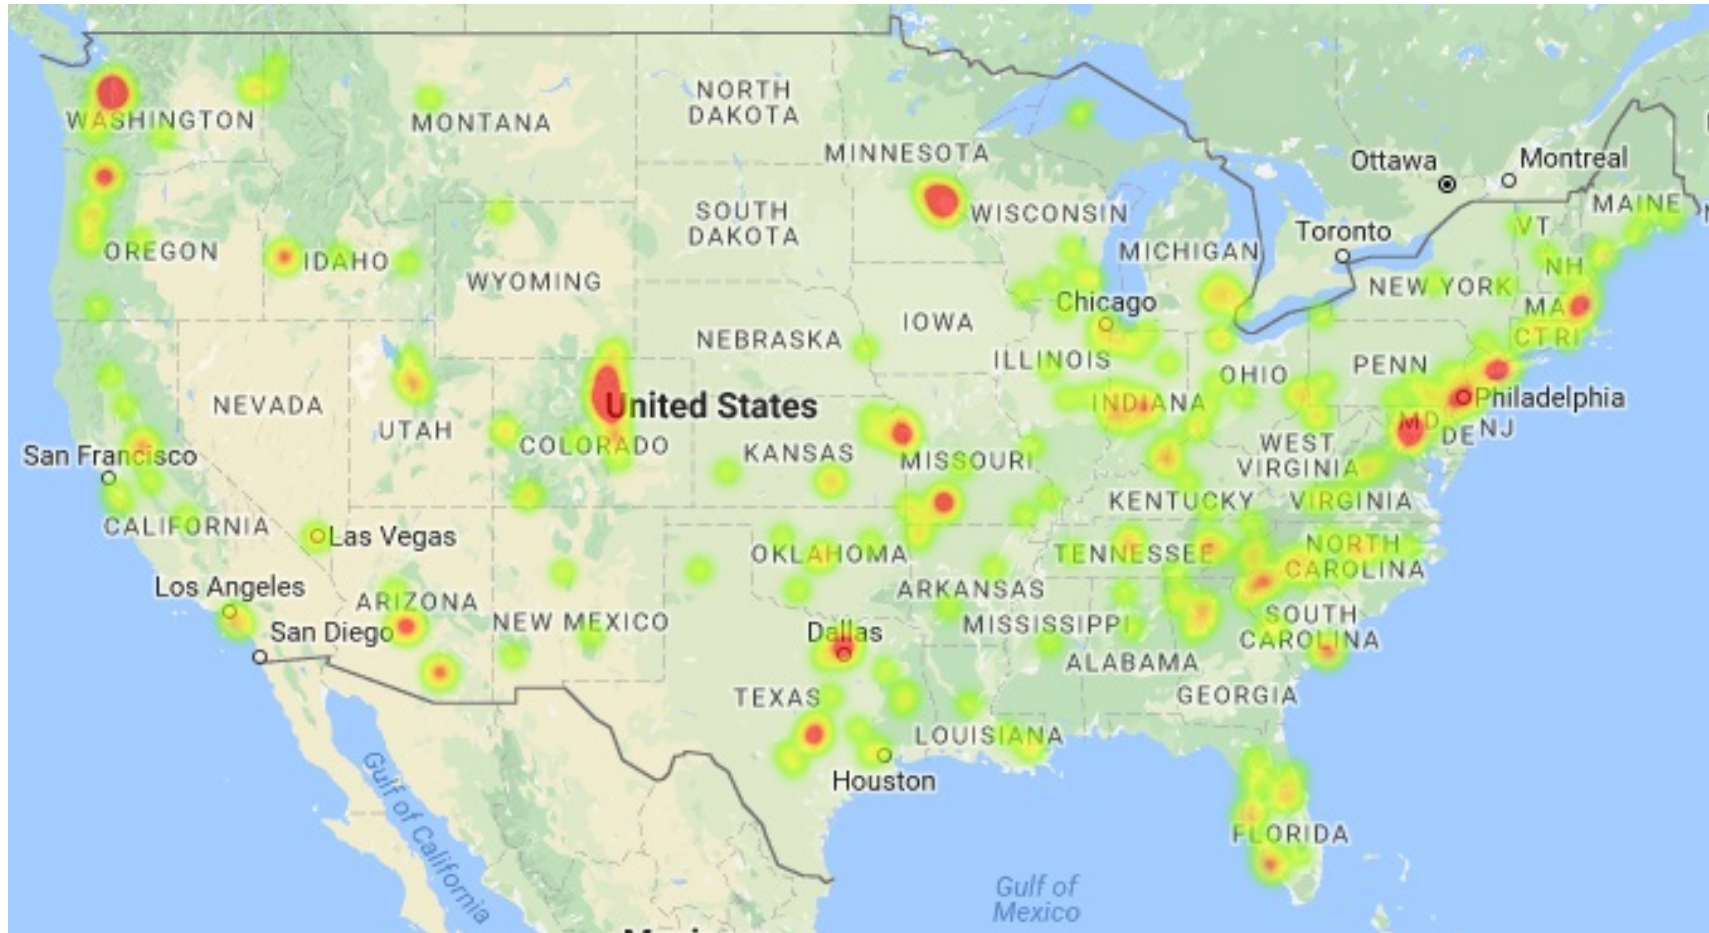 NORTH
DAKOTA
WASHINGTON
MONTANA
MINNESOTA
Ottawa
Montreal
MAINE
SOUTH
DAKOTA
WISCONSIN
VT
Toronto
OREGON
IDAHO
MICHIGAN
NH
WYOMING
NEW YORK
Chicago
MA
IOWA
CT RI
NEBRASKA
ILLINOIS
OHIO
PENN
NEVADA
United States
INDIANA
Philadelphia
UTAH
MD
DE
NJ
COLORADO
KANSAS
WEST
VIRGINIA
San Francisco
MISSOURI
KENTUCKY
VIRGINIA
CALIFORNIA
Las Vegas
OKLAHOMA
TENNESSEE
NORTH
CAROLINA
Los Angeles
ARIZONA
ARKANSAS
NEW MEXICO
San Diego
Dallas
MISSISSIPPI
SOUTH
CAROLINA
ALABAMA
TEXAS
GEORGIA
LOUISIANA
Houston
Gulf of California
FLORIDA
Gulf of
Mexico